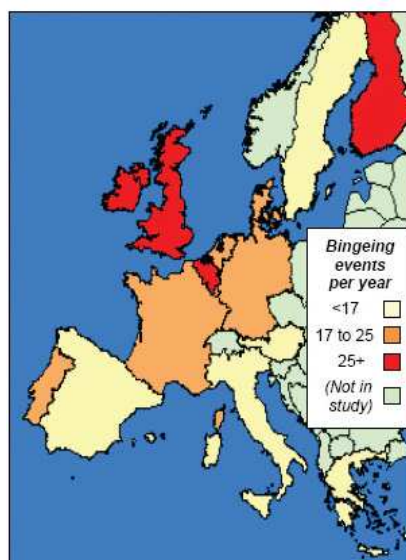 Bingeing
events
per year
<17
17 to 25
25+
(Not in
study)